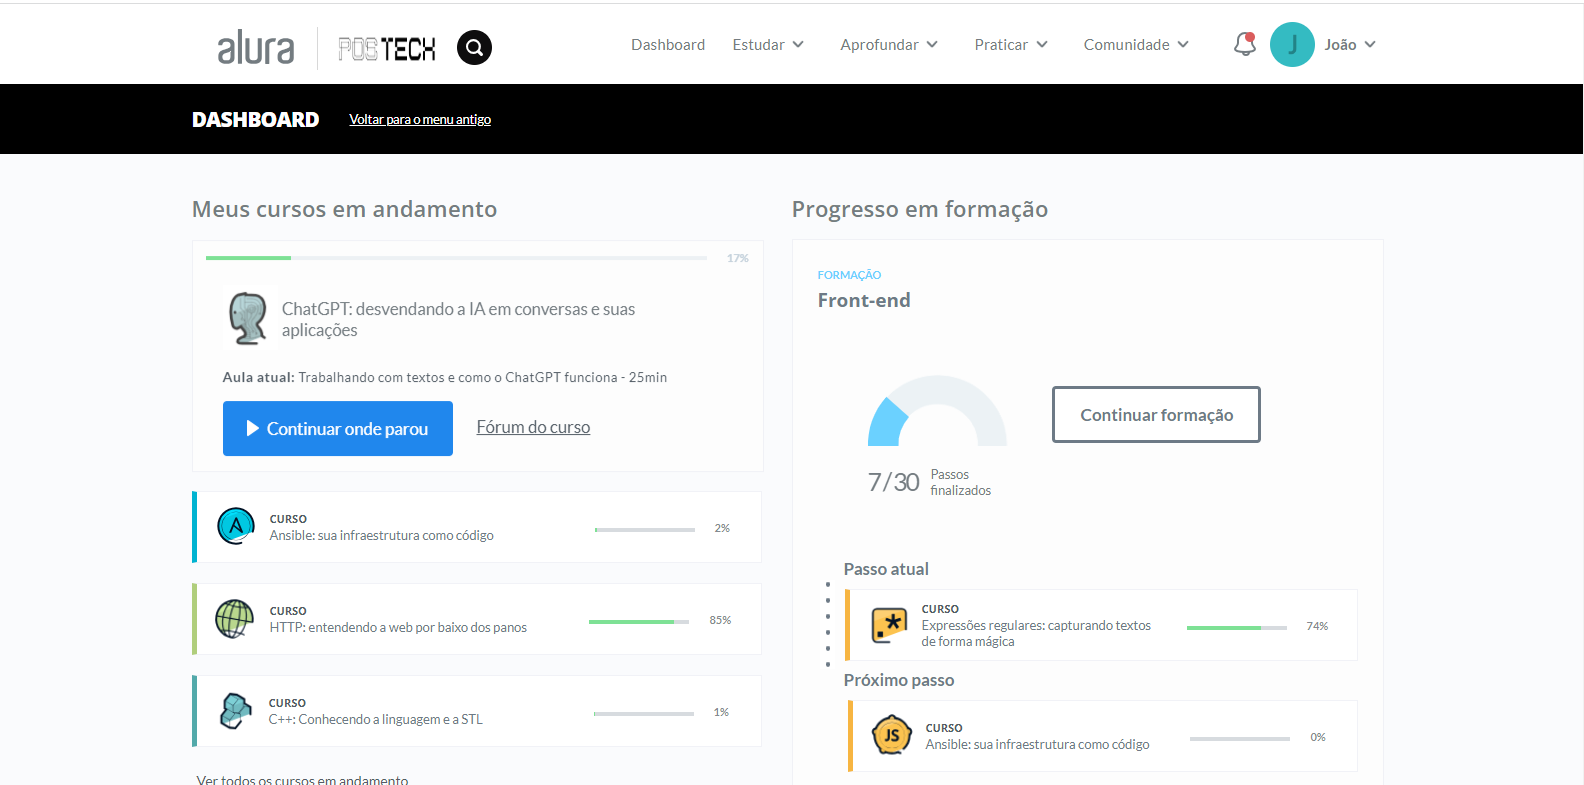 alura
POSTECH
Dashboard
Estudar
Aprofundar
Praticar
Comunidade
J
João
DASHBOARD
Voltar para o menu antigo
Meus cursos em andamento
17%
ChatGPT: desvendando a IA em conversas e suas
aplicações
Aula atual: Trabalhando com textos e como o ChatGPT funciona - 25min
Continuar onde parou
Fórum do curso
CURSO
Ansible: sua infraestrutura como código
2%
CURSO
HTTP: entendendo a web por baixo dos panos
85%
CURSO
C++: Conhecendo a linguagem e a STL
1%
Ver todos os cursos em andamento
Progresso em formação
FORMAÇÃO
Front-end
Continuar formação
7/30
Passos
finalizados
Passo atual
CURSO
Expressões regulares: capturando textos
de forma mágica
74%
Próximo passo
JS
CURSO
Ansible: sua infraestrutura como código
0%